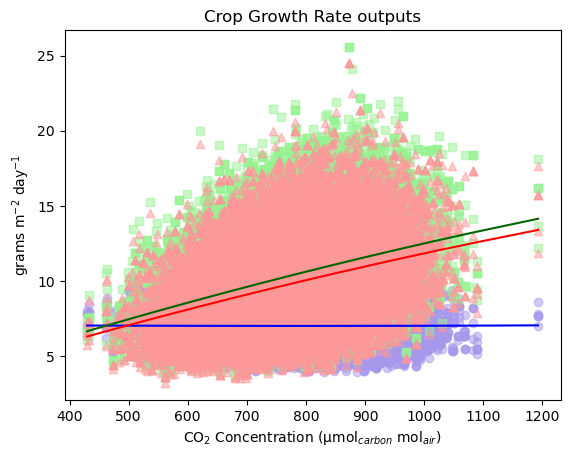 Crop Growth Rate outputs
grams m⁻² day⁻¹
25
20
15
10
5
400 500 600 700 800 900 1000 1100 1200
CO₂ Concentration (μmol_carbon mol_air)